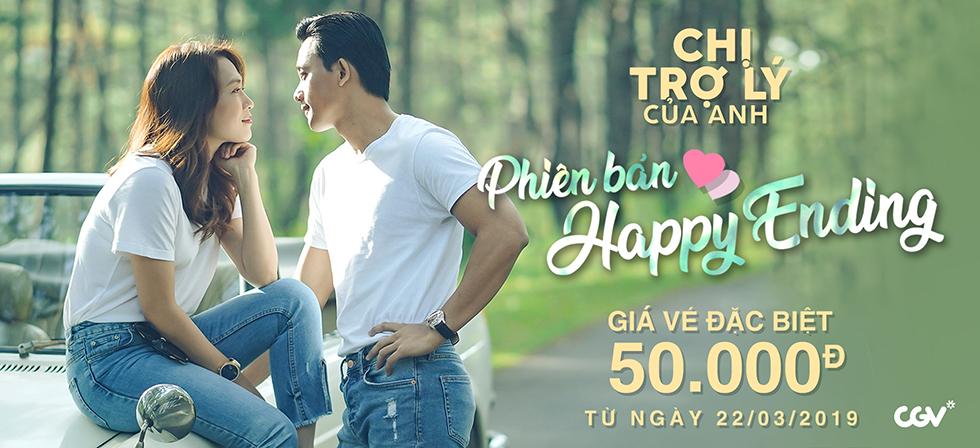 CHỊ
TRỢ LÝ
CỦA ANH
Phiên bản
Happy Ending
GIÁ VÉ ĐẶC BIỆT
50.000Đ
TỪ NGÀY 22/03/2019
CGV*